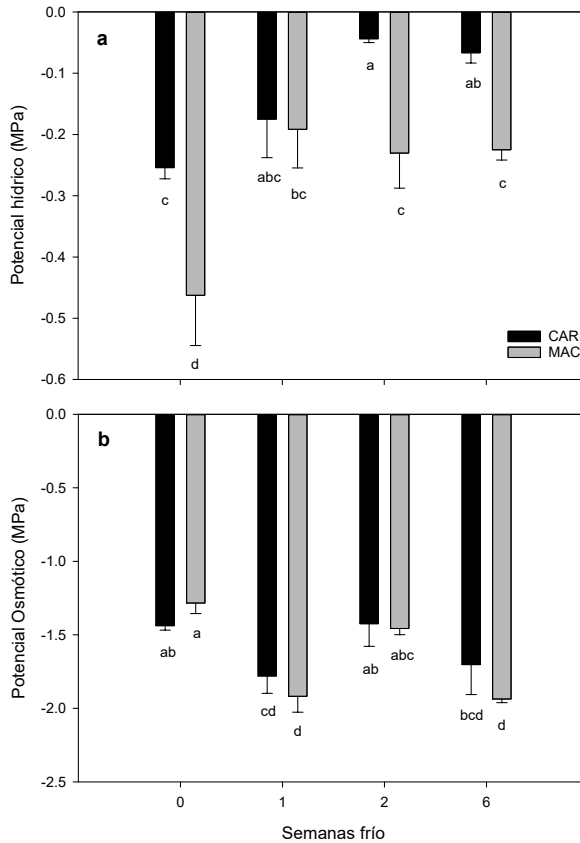 0.0
a
-0.1
a
ab
-0.2
abc
bc
-0.3
c
c
c
-0.4
-0.5
CAR
MAC
d
-0.6
Potencial hídrico (MPa)
0.0
b
-0.5
-1.0
-1.5
ab
a
ab
abc
cd
d
bcd
d
-2.0
-2.5
Potencial Osmótico (MPa)
0 1 2 6
Semanas frío